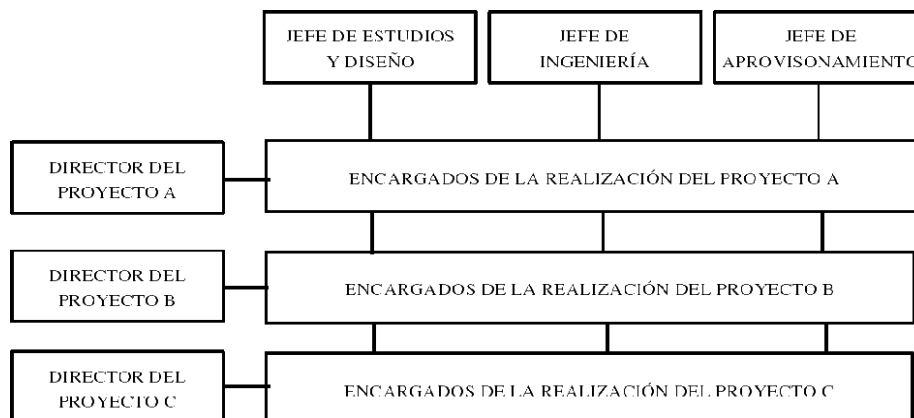 JEFE DE ESTUDIOS
Y DISEÑO
JEFE DE
INGENIERÍA
JEFE DE
APROVISONAMIENTO
DIRECTOR DEL
PROYECTO A
ENCARGADOS DE LA REALIZACIÓN DEL PROYECTO A
DIRECTOR DEL
PROYECTO B
ENCARGADOS DE LA REALIZACIÓN DEL PROYECTO B
DIRECTOR DEL
PROYECTO C
ENCARGADOS DE LA REALIZACIÓN DEL PROYECTO C